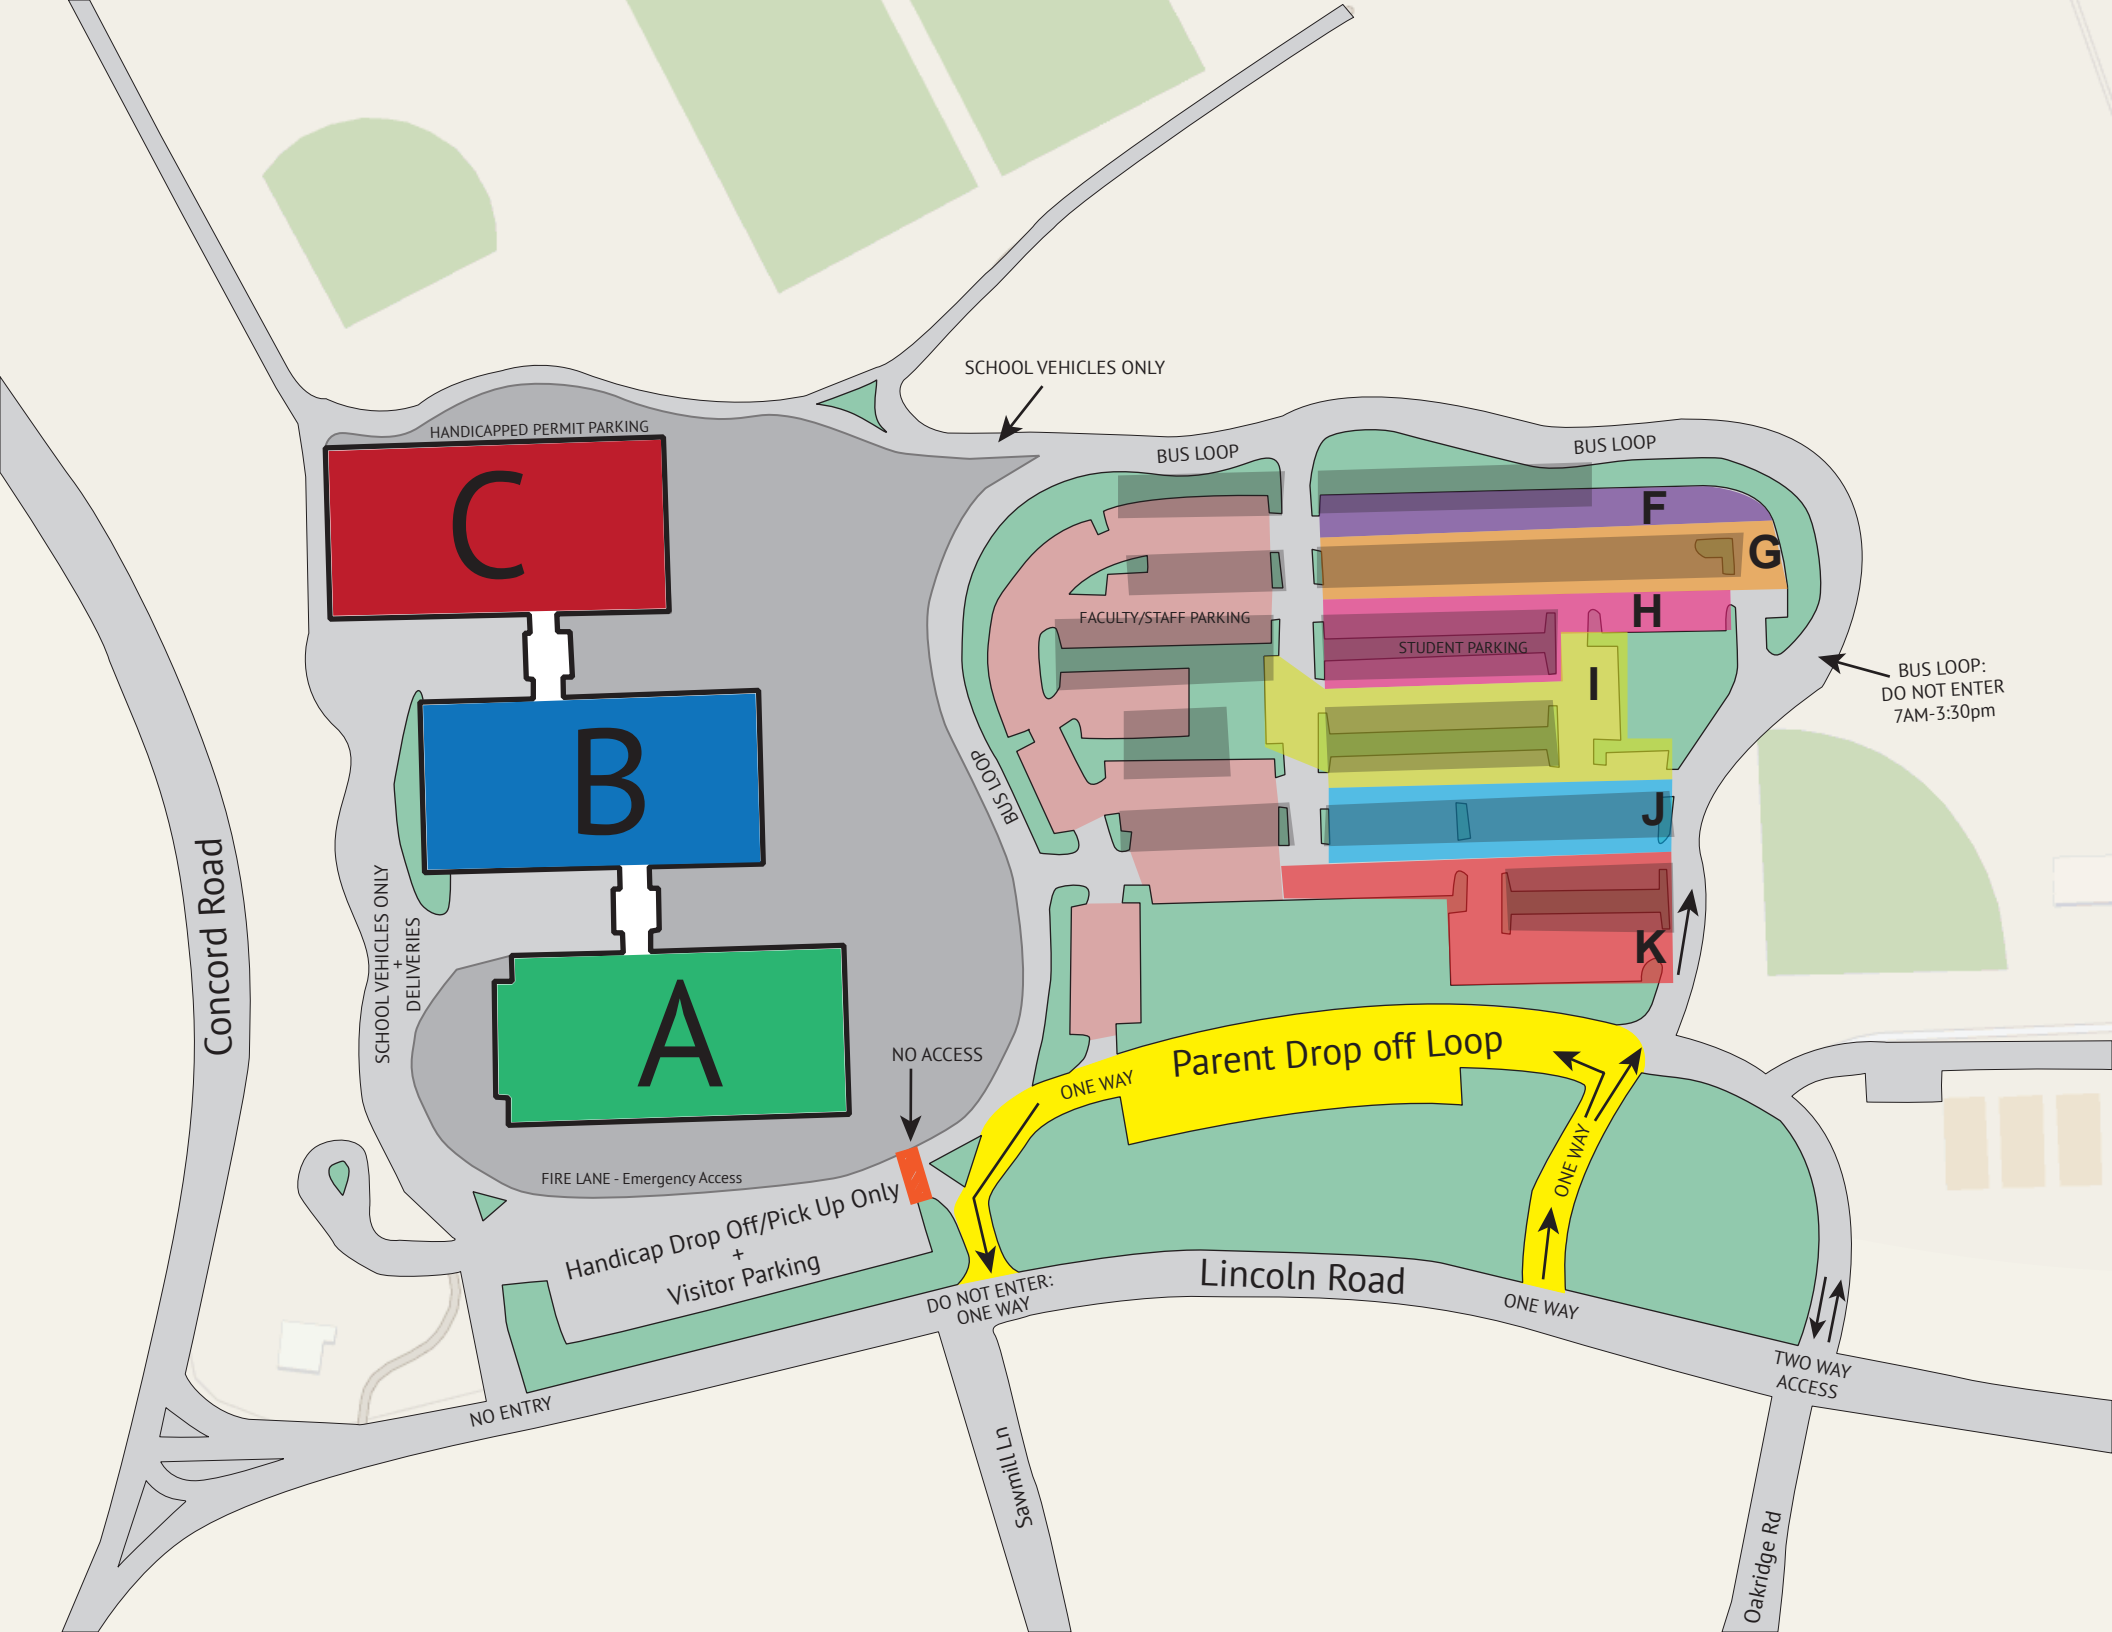 SCHOOL VEHICLES ONLY
HANDICAPPED PERMIT PARKING
BUS LOOP
BUS LOOP
C
F
G
H
FACULTY/STAFF PARKING
STUDENT PARKING
I
BUS LOOP:
DO NOT ENTER
7AM-3:30pm
B
BUS LOOP
J
K
Concord Road
SCHOOL VEHICLES ONLY
+
DELIVERIES
A
NO ACCESS
Parent Drop off Loop
ONE WAY
ONE WAY
FIRE LANE - Emergency Access
Handicap Drop Off/Pick Up Only
+
Visitor Parking
DO NOT ENTER:
ONE WAY
Lincoln Road
ONE WAY
TWO WAY
ACCESS
NO ENTRY
Sawmill Ln
Oakridge Rd